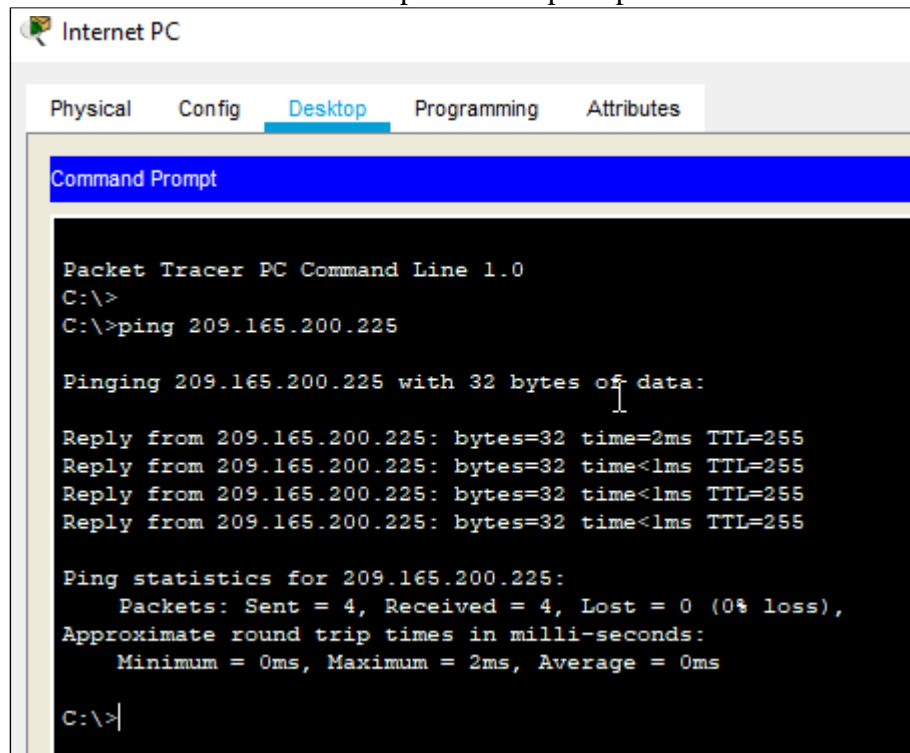 Internet PC
Physical Config Desktop Programming Attributes
Command Prompt
Packet Tracer PC Command Line 1.0
C:\>
C:\>ping 209.165.200.225
Pinging 209.165.200.225 with 32 bytes of data:
Reply from 209.165.200.225: bytes=32 time=2ms TTL=255
Reply from 209.165.200.225: bytes=32 time<1ms TTL=255
Reply from 209.165.200.225: bytes=32 time<1ms TTL=255
Reply from 209.165.200.225: bytes=32 time<1ms TTL=255
Ping statistics for 209.165.200.225:
Packets: Sent = 4, Received = 4, Lost = 0 (0% loss),
Approximate round trip times in milli-seconds:
Minimum = 0ms, Maximum = 2ms, Average = 0ms
C:\>